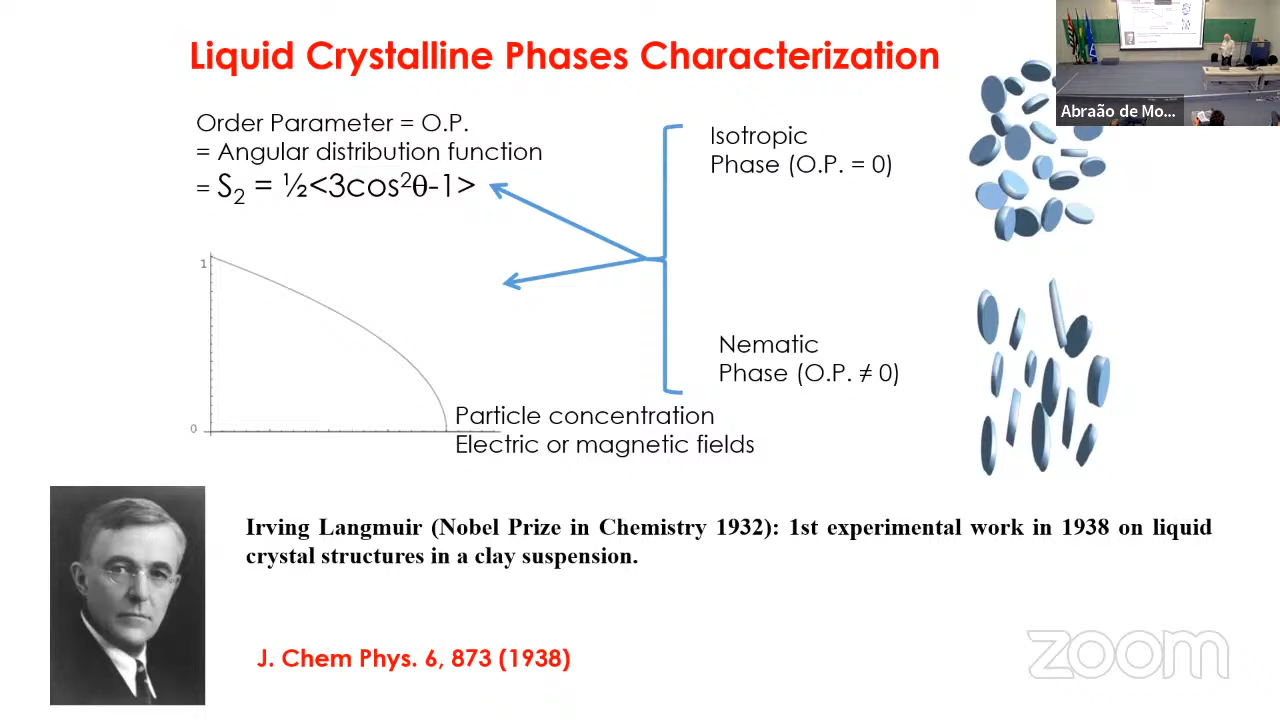 Liquid Crystalline Phases Characterization
Abraão de Mo...
Order Parameter = O.P.
= Angular distribution function
= S₂ = ½<3cos²θ-1>
Isotropic
Phase (O.P. = 0)
1
0
Nematic
Phase (O.P. ≠ 0)
Particle concentration
Electric or magnetic fields
Irving Langmuir (Nobel Prize in Chemistry 1932): 1st experimental work in 1938 on liquid
crystal structures in a clay suspension.
J. Chem Phys. 6, 873 (1938)
zoom